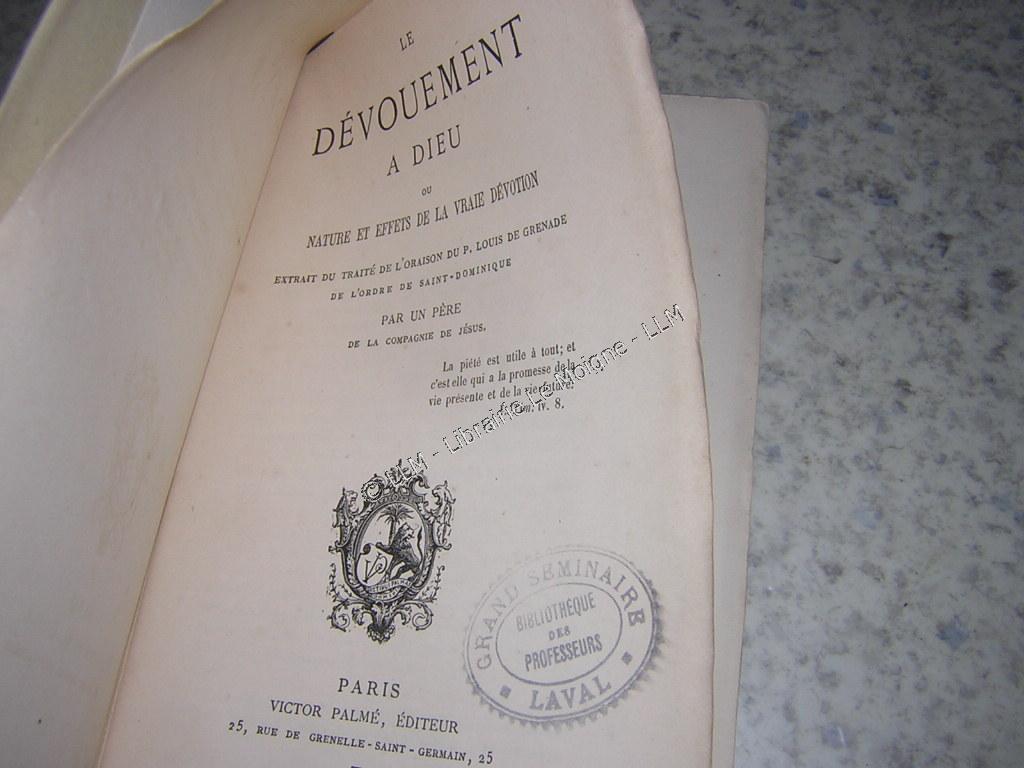 LE
DÉVOUEMENT
A DIEU
OU
NATURE ET EFFETS DE LA VRAIE DÉVOTION
EXTRAIT DU TRAITÉ DE L'ORAISON DU P. LOUIS DE GRENADE
DE L'ORDRE DE SAINT-DOMINIQUE
PAR UN PÈRE
DE LA COMPAGNIE DE JÉSUS.
La piété est utile à tout; et
c'est elle qui a la promesse de la
vie présente et de la vie future.
iv. 8.
© LLM - Librairie Le Moigne - LLM
GRAND SEMINAIRE
BIBLIOTHÈQUE
DES
PROFESSEURS
LAVAL
PARIS
VICTOR PALMÉ, ÉDITEUR
25, RUE DE GRENELLE-SAINT-GERMAIN, 25